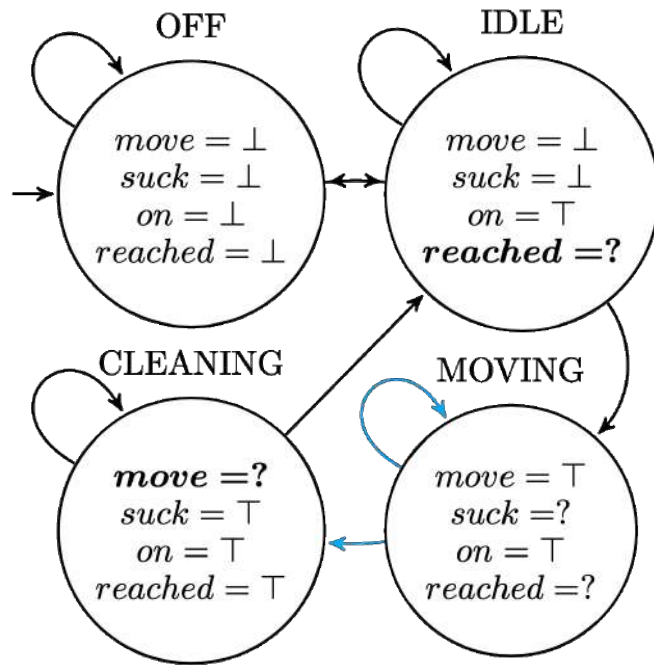 OFF
move = ⊥
suck = ⊥
on = ⊥
reached = ⊥
IDLE
move = ⊥
suck = ⊥
on = ⊤
reached =?
CLEANING
move =?
suck = ⊤
on = ⊤
reached = ⊤
MOVING
move = ⊤
suck =?
on = ⊤
reached =?